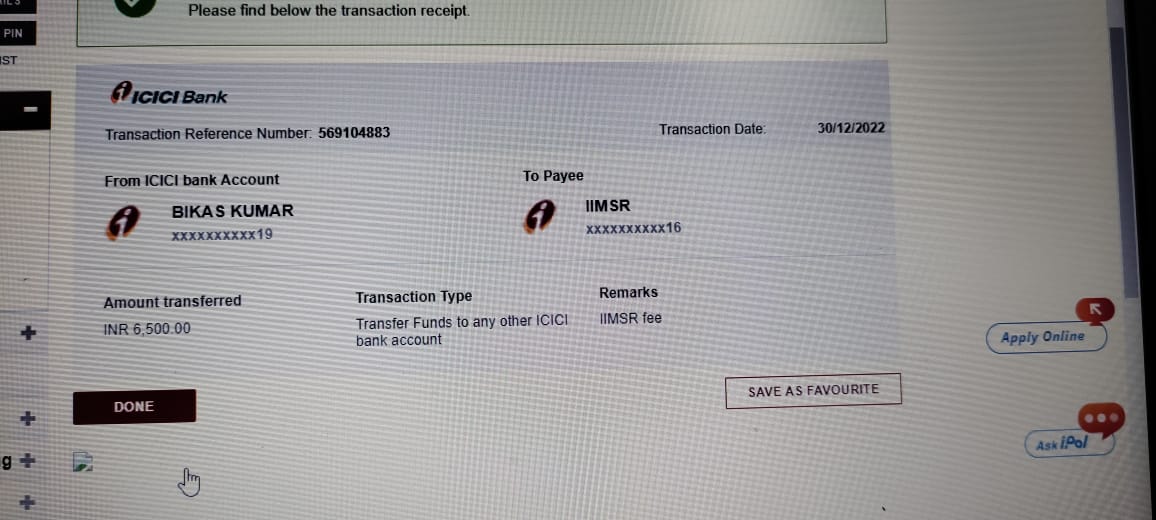 Please find below the transaction receipt.
PIN
ICICI Bank
Transaction Reference Number: 569104883
Transaction Date: 30/12/2022
From ICICI bank Account
To Payee
BIKAS KUMAR
xxxxxxxxxx19
IIMSR
xxxxxxxxxx16
Amount transferred
INR 6,500.00
Transaction Type
Transfer Funds to any other ICICI
bank account
Remarks
IIMSR fee
Apply Online
DONE
SAVE AS FAVOURITE
Ask iPal
g